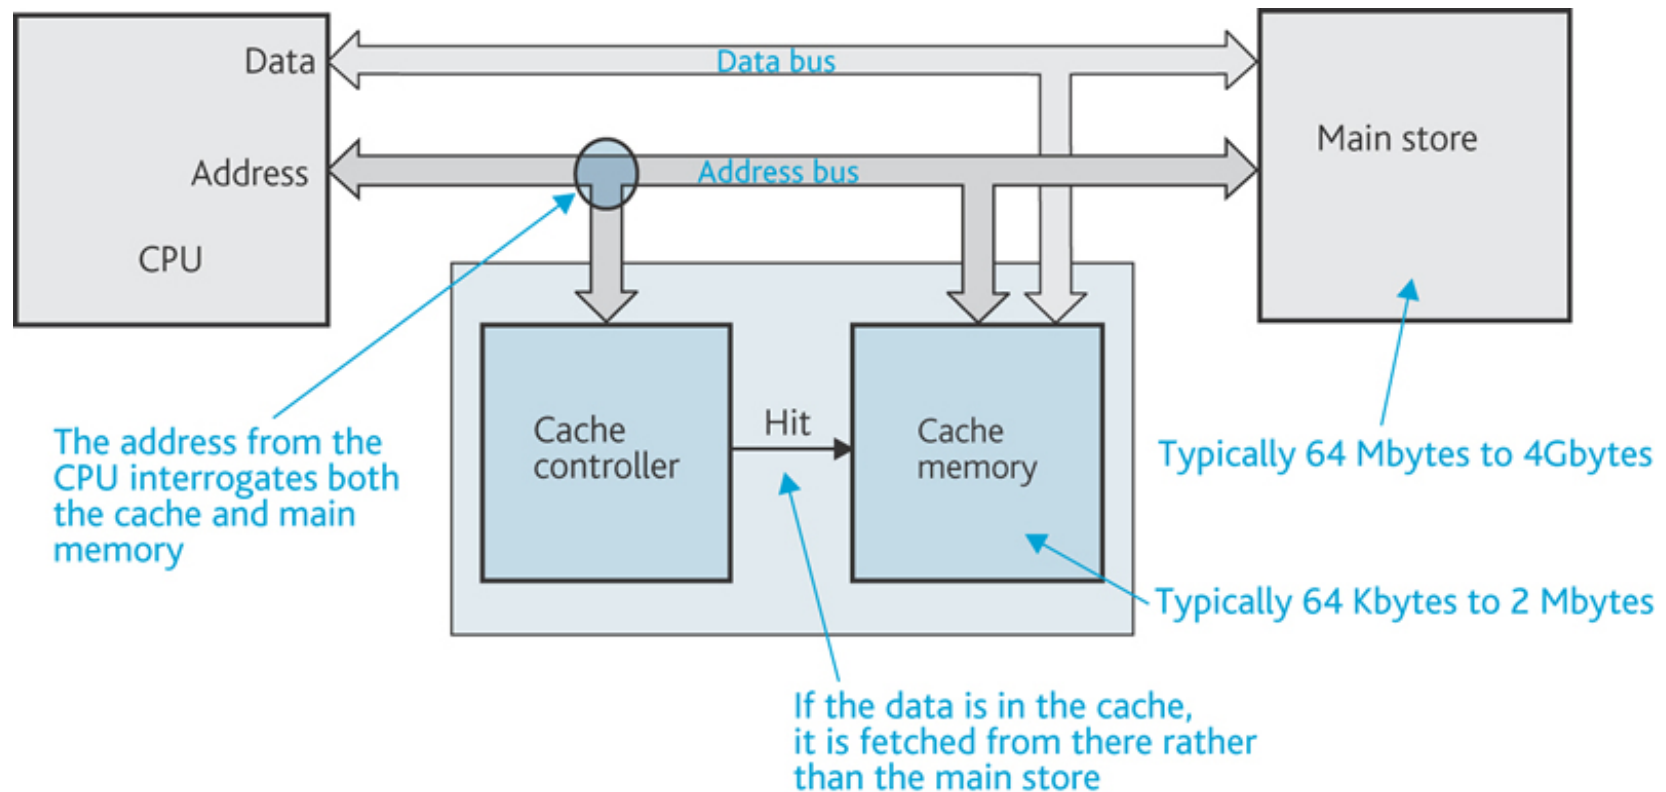 Data
Data bus
Main store
Address
Address bus
CPU
The address from the
CPU interrogates both
the cache and main
memory
Cache
controller
Hit
Cache
memory
Typically 64 Mbytes to 4Gbytes
Typically 64 Kbytes to 2 Mbytes
If the data is in the cache,
it is fetched from there rather
than the main store